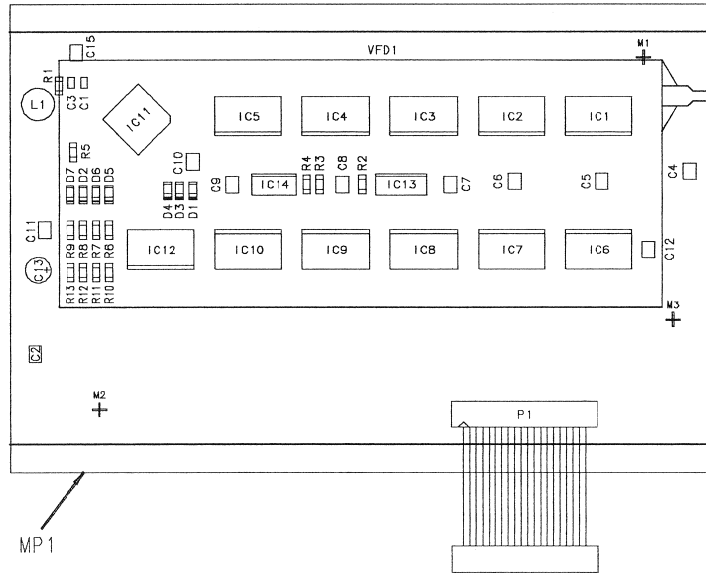 C15
VFD1
M1
R1
C3
C1
L1
IC11
IC5
IC4
IC3
IC2
IC1
R5
C10
D7
D2
D6
D5
D4
D3
D1
C9
IC14
R4
R3
C8
R2
IC13
C7
C6
C5
C4
C11
R9
R8
R7
R6
IC12
IC10
IC9
IC8
IC7
IC6
C12
C13
+
R13
R12
R11
R10
M3
C2
M2
P1
MP1